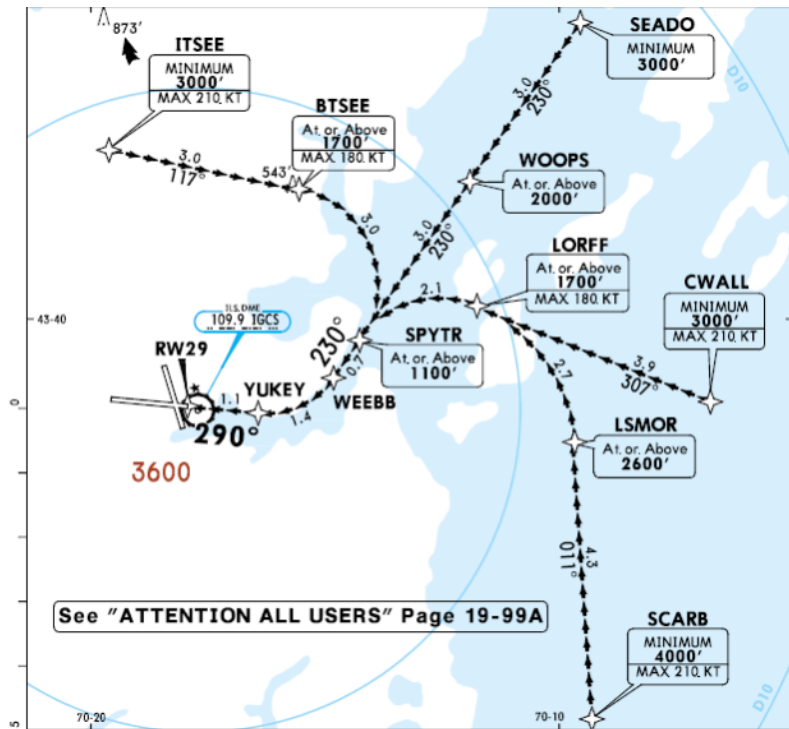 873'
ITSEE
MINIMUM
3000'
MAX 210 KT
SEADO
MINIMUM
3000'
D10
BTSEE
At. or. Above
1700'
MAX 180. KT
3.0
230°
3.0
117°
543'
WOOPS
At. or. Above
2000'
3.0
3.0
230°
LORFF
At. or. Above
1700'
MAX 180. KT
2.1
CWALL
MINIMUM
3000'
MAX 210. KT
43-40
ILS. DME
109.9 IGCS
RW29
230°
SPYTR
At. or. Above
1100'
0.7
3.9
307°
2.7
YUKEY
1.1
WEEBB
1.4
0
290°
LSMOR
At. or. Above
2600'
3600
4.3
011°
See "ATTENTION ALL USERS" Page 19-99A
SCARB
MINIMUM
4000'
MAX 210. KT
D10
5
70-20
70-10